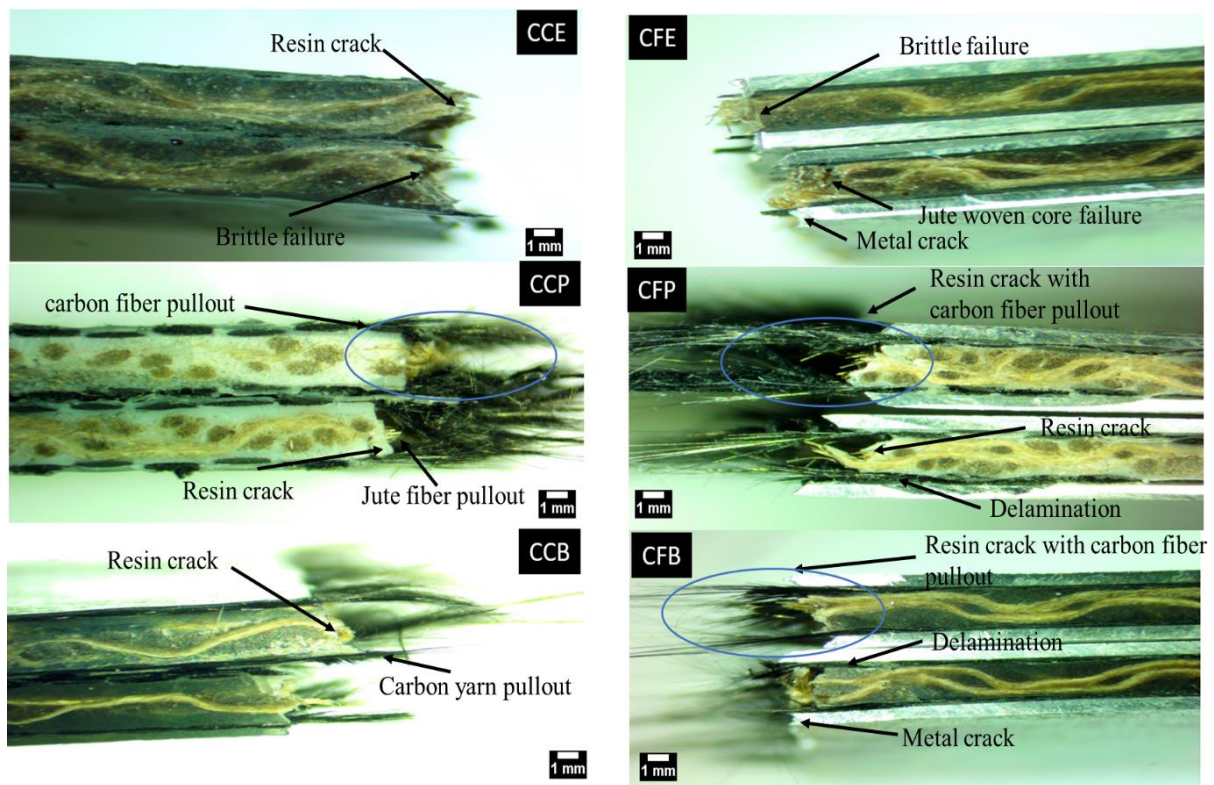 CCE
Resin crack
Brittle failure
1 mm
CFE
Brittle failure
Jute woven core failure
Metal crack
1 mm
CCP
carbon fiber pullout
Resin crack
Jute fiber pullout
1 mm
CFP
Resin crack with
carbon fiber pullout
Resin crack
Delamination
1 mm
CCB
Resin crack
Carbon yarn pullout
1 mm
CFB
Resin crack with carbon fiber
pullout
Delamination
Metal crack
1 mm